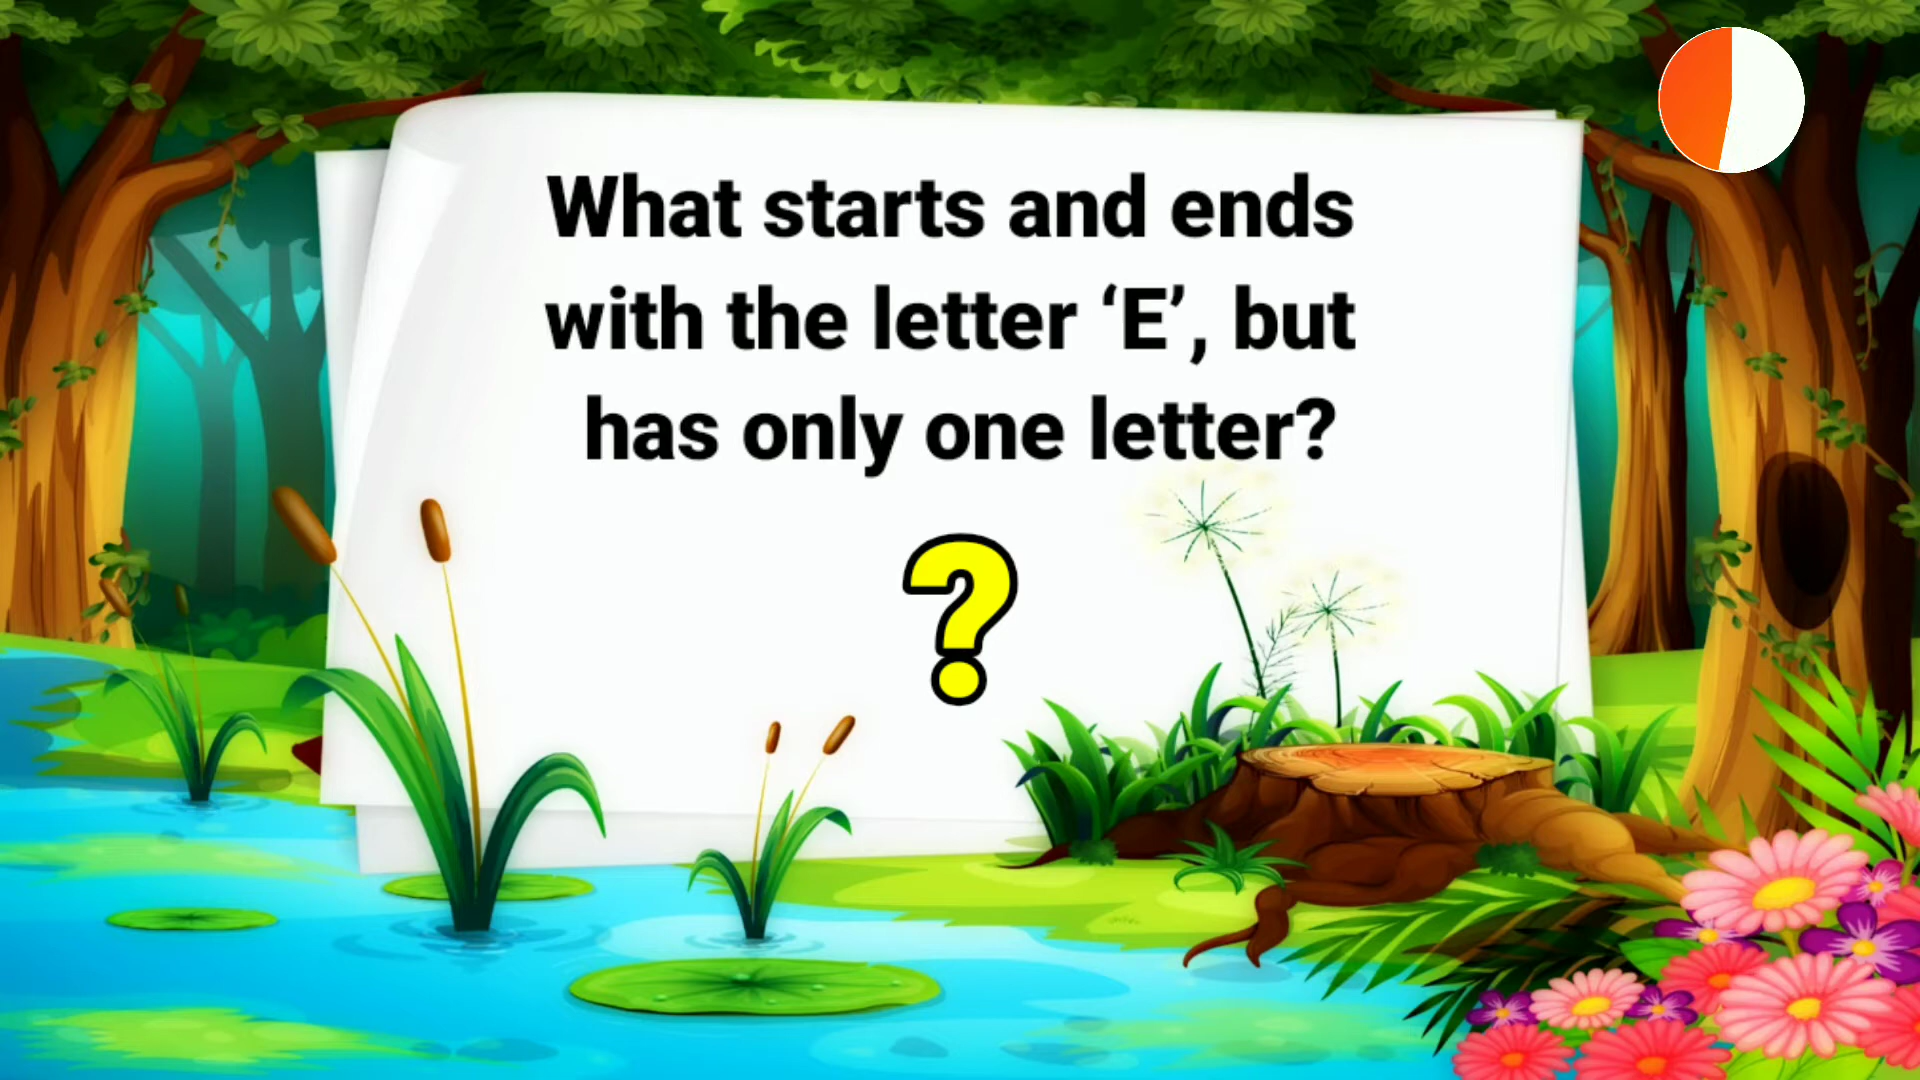 What starts and ends
with the letter ‘E’, but
has only one letter?
?